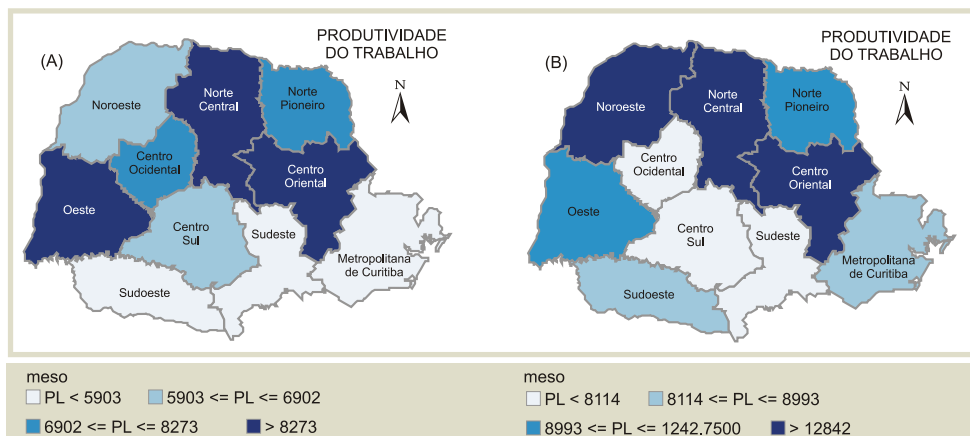 PRODUTIVIDADE
DO TRABALHO
(A)
N
Noroeste
Norte
Central
Norte
Pioneiro
Centro
Ocidental
Centro
Oriental
Oeste
Centro
Sul
Sudeste
Metropolitana
de Curitiba
Sudoeste
PRODUTIVIDADE
DO TRABALHO
(B)
N
Noroeste
Norte
Central
Norte
Pioneiro
Centro
Ocidental
Centro
Oriental
Oeste
Centro
Sul
Sudeste
Metropolitana
de Curitiba
Sudoeste
meso
PL < 5903
5903 <= PL <= 6902
6902 <= PL <= 8273
> 8273
meso
PL < 8114
8114 <= PL <= 8993
8993 <= PL <= 1242.7500
> 12842